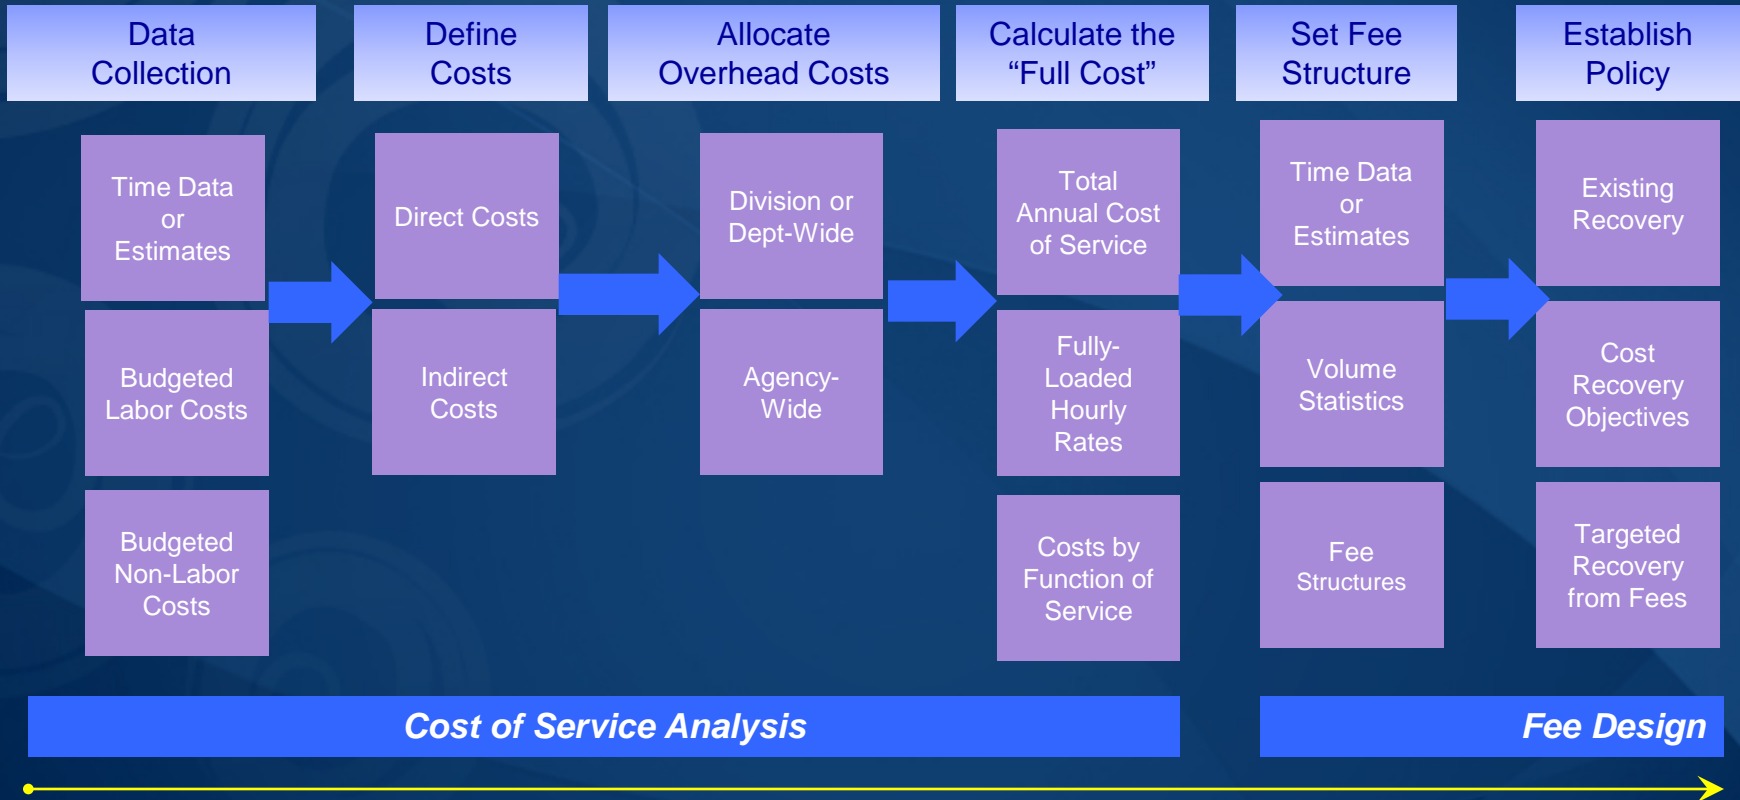 Data
Collection
Define
Costs
Allocate
Overhead Costs
Calculate the
“Full Cost”
Set Fee
Structure
Establish
Policy
Time Data
or
Estimates
Budgeted
Labor Costs
Budgeted
Non-Labor
Costs
Direct Costs
Indirect
Costs
Division or
Dept-Wide
Agency-
Wide
Total
Annual Cost
of Service
Fully-
Loaded
Hourly
Rates
Costs by
Function of
Service
Time Data
or
Estimates
Volume
Statistics
Fee
Structures
Existing
Recovery
Cost
Recovery
Objectives
Targeted
Recovery
from Fees
Cost of Service Analysis
Fee Design